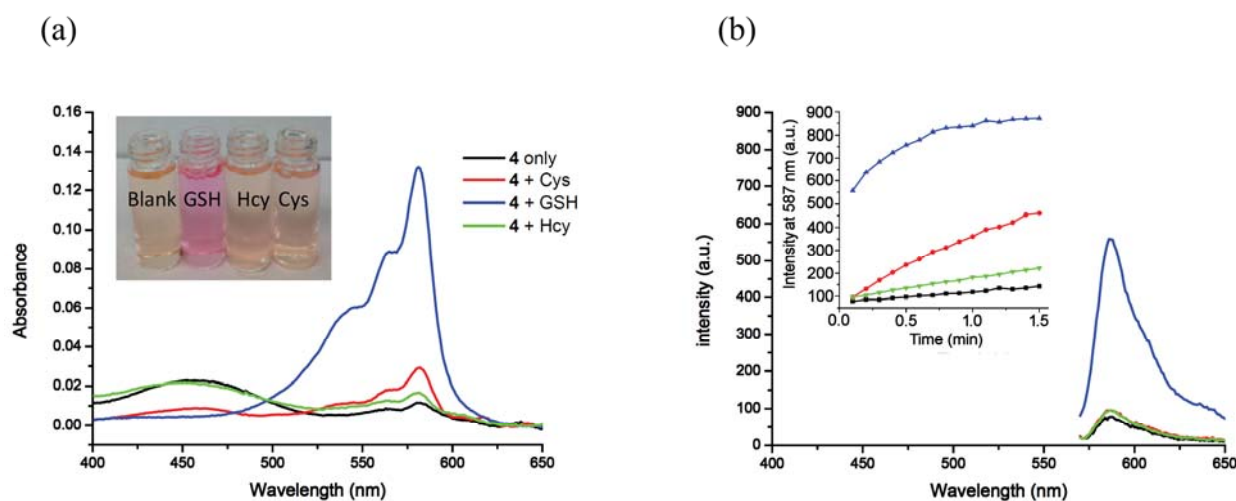 (a)
(b)
0.16
0.14
0.12
0.10
0.08
0.06
0.04
0.02
0.00
Absorbance
400 450 500 550 600 650
Wavelength (nm)
Blank GSH Hcy Cys
4 only
4 + Cys
4 + GSH
4 + Hcy
900
800
700
600
500
400
300
200
100
0
intensity (a.u.)
400 450 500 550 600 650
Wavelength (nm)
900
800
700
600
500
400
300
200
100
Intensity at 587 nm (a.u.)
0.0 0.5 1.0 1.5
Time (min)